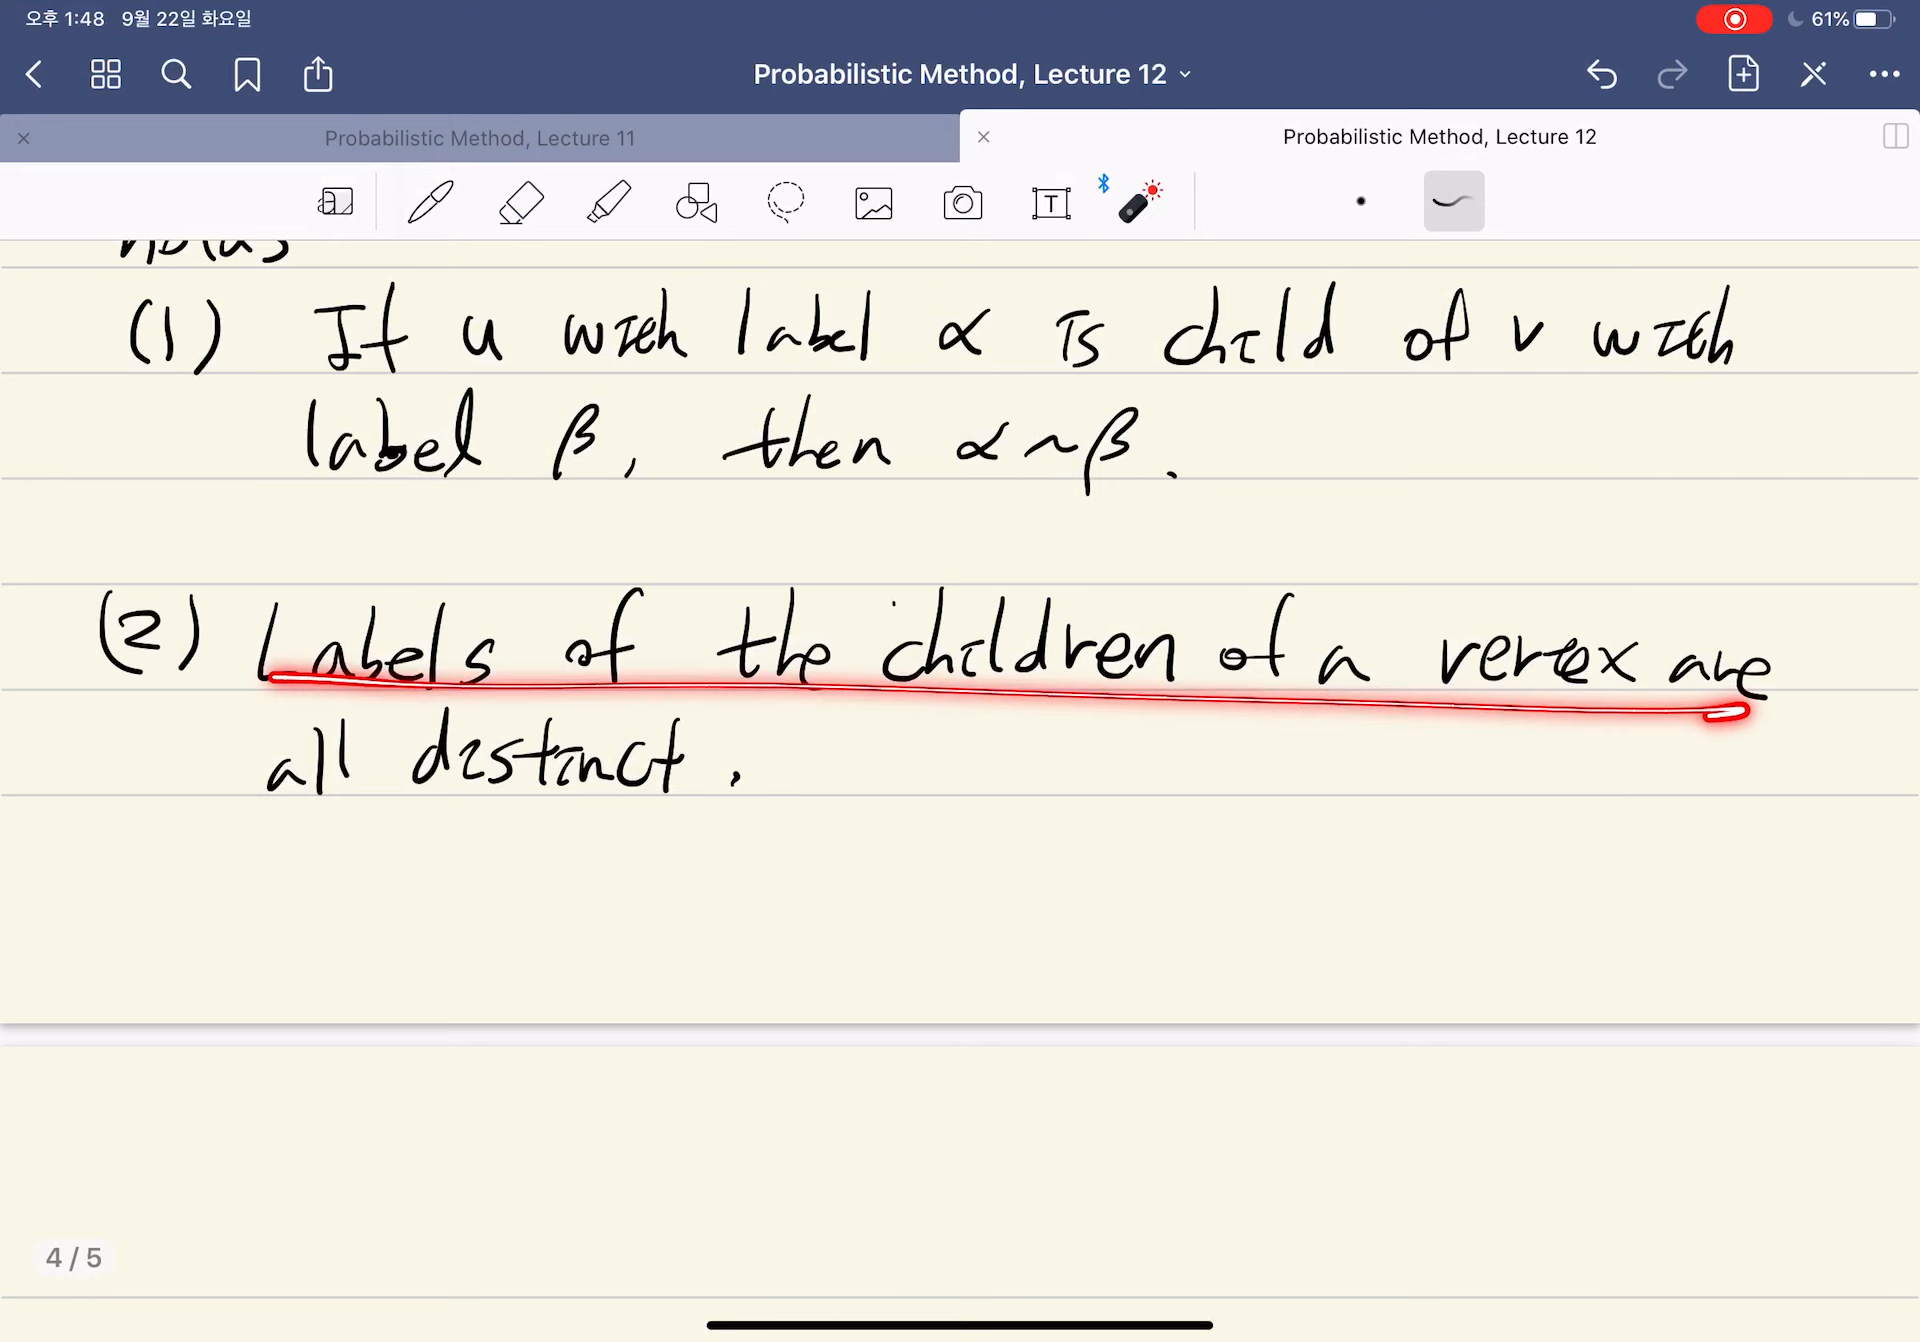 오후 1:48 9월 22일 화요일
61%
Probabilistic Method, Lecture 12
Probabilistic Method, Lecture 11
Probabilistic Method, Lecture 12
holds
(1) If u with label α is child of v with
label β, then α~β.
(2) Labels of the children of a vertex are
all distinct.
4 / 5